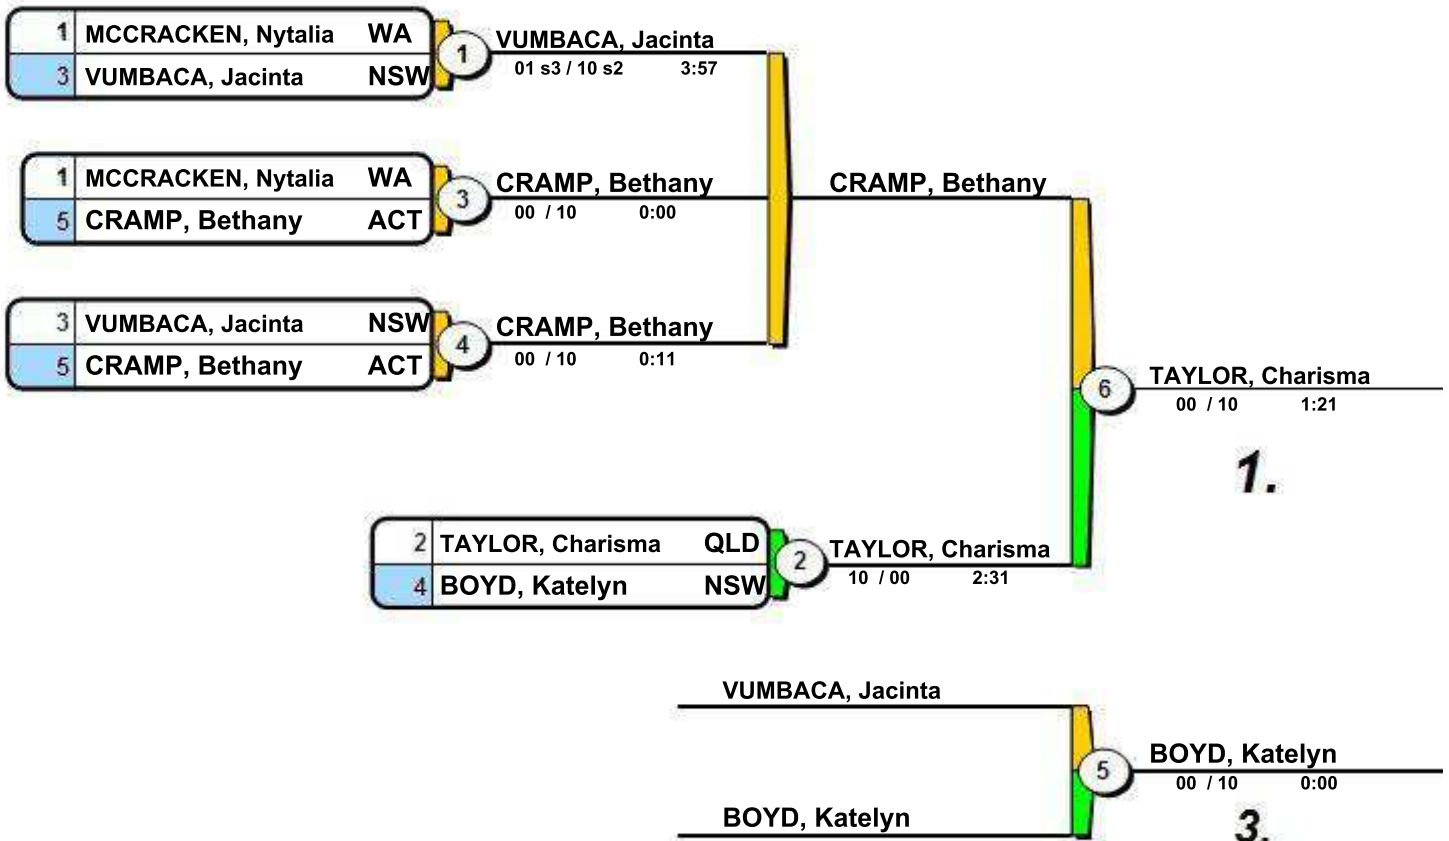 1 MCCRACKEN, Nytalia WA
3 VUMBACA, Jacinta NSW
1
VUMBACA, Jacinta
01 s3 / 10 s2 3:57
1 MCCRACKEN, Nytalia WA
5 CRAMP, Bethany ACT
3
CRAMP, Bethany
00 / 10 0:00
CRAMP, Bethany
3 VUMBACA, Jacinta NSW
5 CRAMP, Bethany ACT
4
CRAMP, Bethany
00 / 10 0:11
6
TAYLOR, Charisma
00 / 10 1:21
1.
2 TAYLOR, Charisma QLD
4 BOYD, Katelyn NSW
2
TAYLOR, Charisma
10 / 00 2:31
VUMBACA, Jacinta
BOYD, Katelyn
5
BOYD, Katelyn
00 / 10 0:00
3.